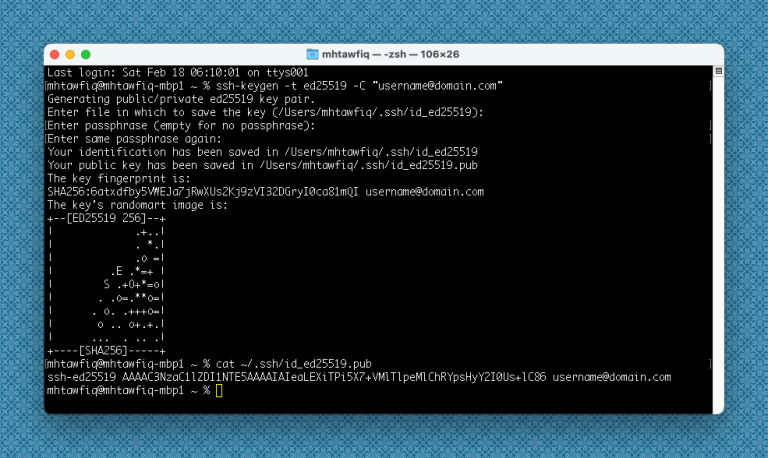 mhtawfiq — -zsh — 106×26
Last login: Sat Feb 18 06:10:01 on ttys001
[mhtawfiq@mhtawfiq-mbp1 ~ % ssh-keygen -t ed25519 -C "username@domain.com" ]
Generating public/private ed25519 key pair.
Enter file in which to save the key (/Users/mhtawfiq/.ssh/id_ed25519):
[Enter passphrase (empty for no passphrase): ]
[Enter same passphrase again: ]
Your identification has been saved in /Users/mhtawfiq/.ssh/id_ed25519
Your public key has been saved in /Users/mhtawfiq/.ssh/id_ed25519.pub
The key fingerprint is:
SHA256:6atxdfby5VWEJa7jRwXUs2Kj9zVI32DGryI0ca81mQI username@domain.com
The key's randomart image is:
+--[ED25519 256]--+
|             .+..|
|             . *.|
|             .o =|
|         .E .*=+ |
|        S .+O+*=o|
|       . .o=.**o=|
|      . o. .+++o=|
|       o .. o+.+.|
|      ...  . .. .|
+----[SHA256]-----+
[mhtawfiq@mhtawfiq-mbp1 ~ % cat ~/.ssh/id_ed25519.pub ]
ssh-ed25519 AAAAC3NzaC1lZDI1NTE5AAAAIAIeaLEXiTPi5X7+VMlTlpeMlChRYpsHyY2I0Us+lC86 username@domain.com
mhtawfiq@mhtawfiq-mbp1 ~ %